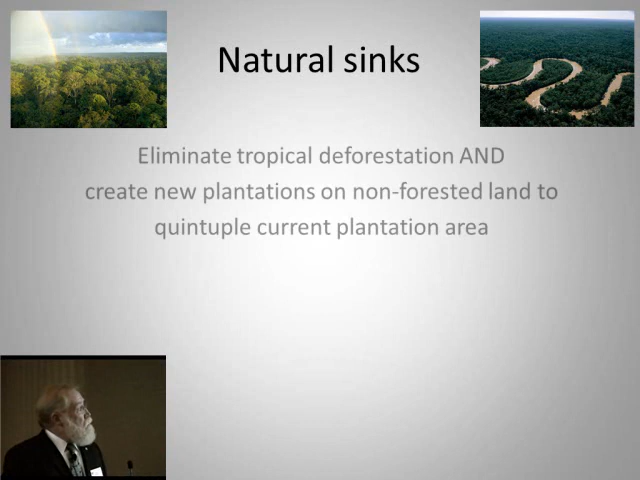 Natural sinks
Eliminate tropical deforestation AND
create new plantations on non-forested land to
quintuple current plantation area